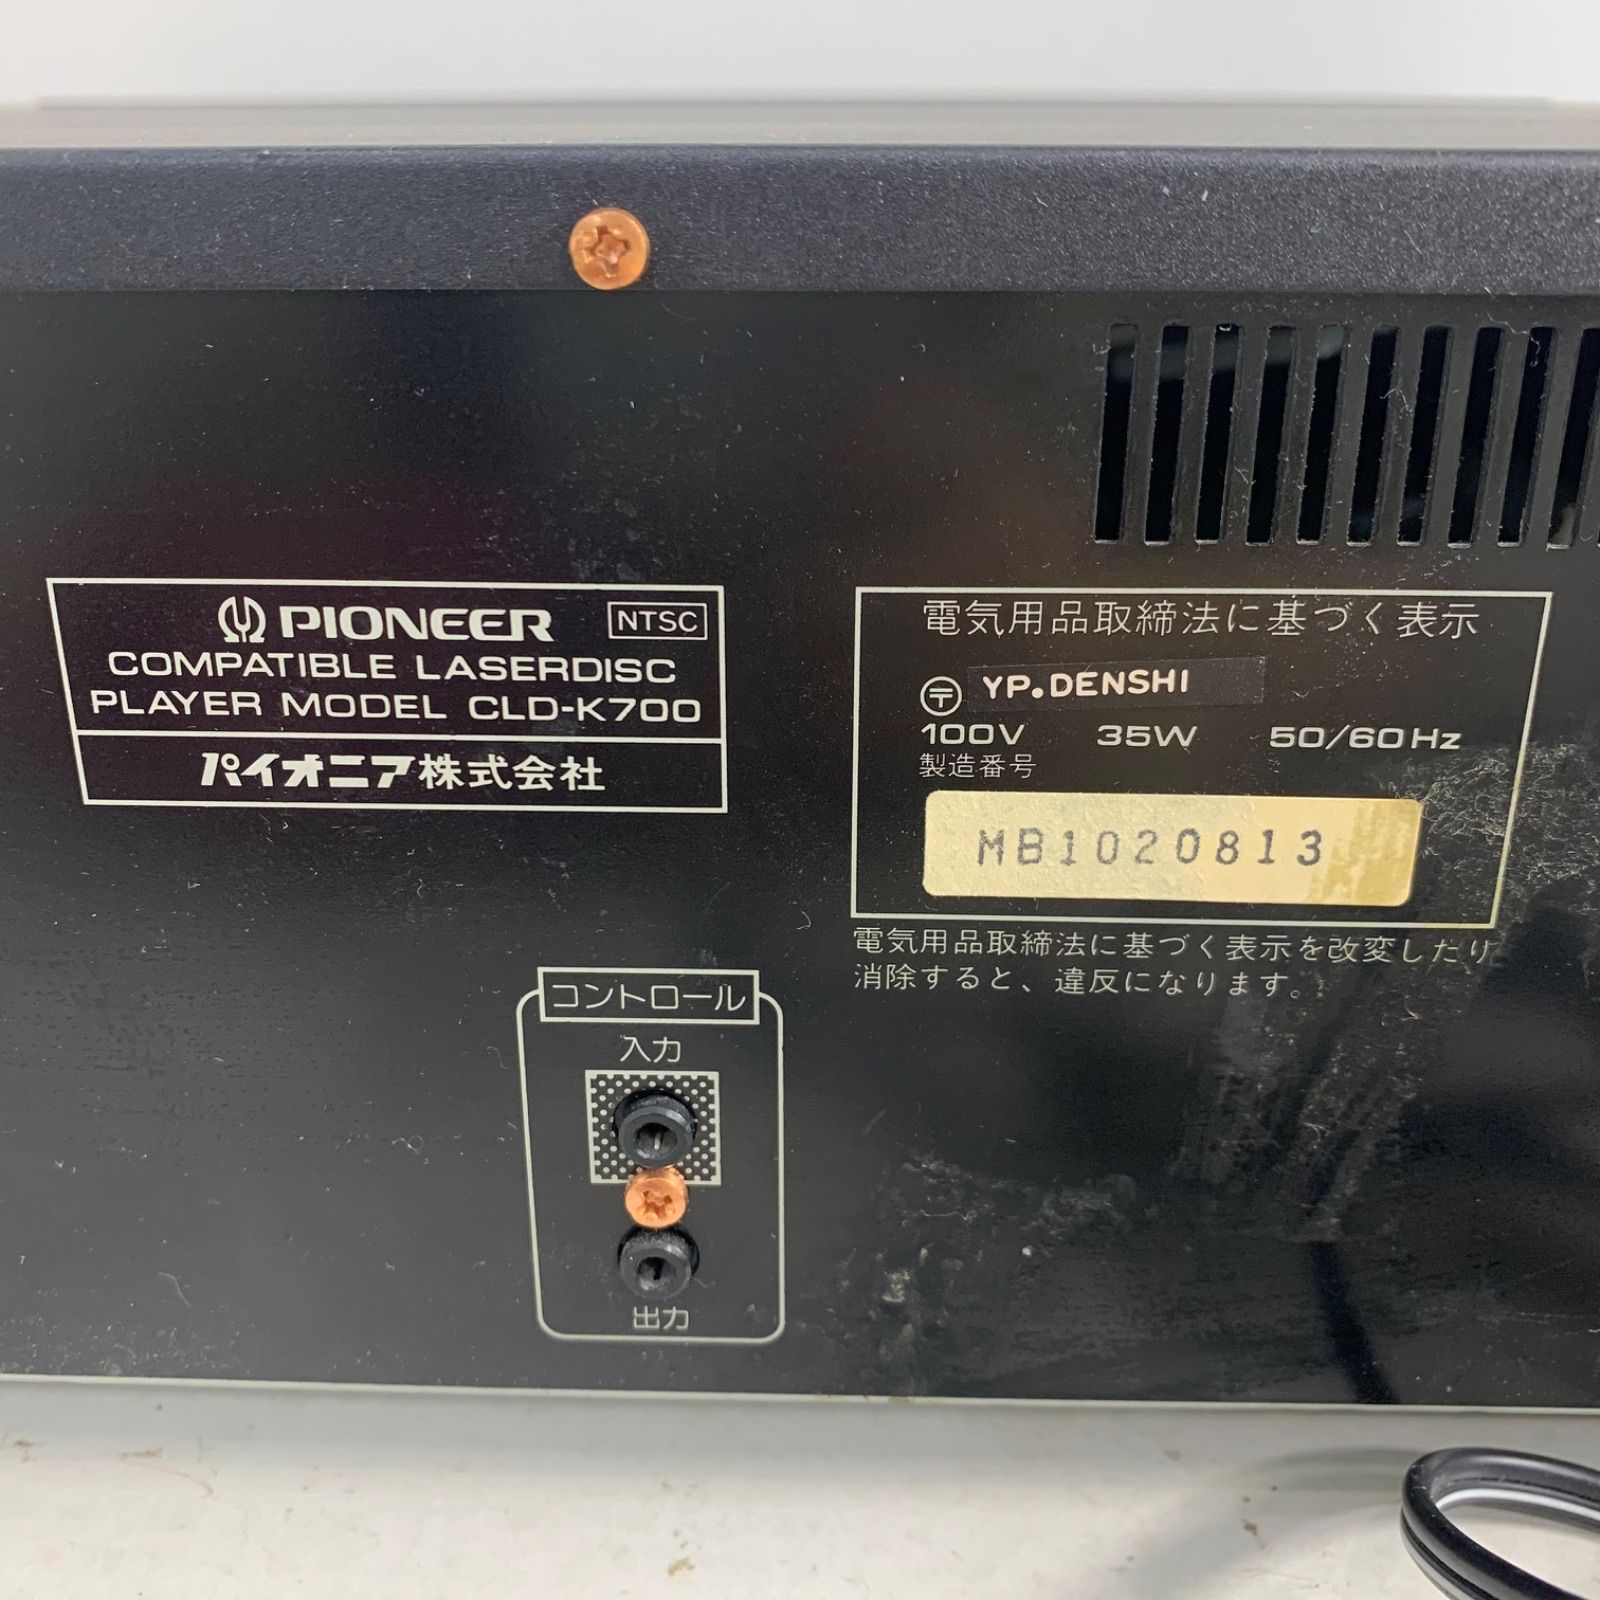 PIONEER NTSC
COMPATIBLE LASERDISC
PLAYER MODEL CLD-K700
パイオニア株式会社
電気用品取締法に基づく表示
〶 YP.DENSHI
100V 35W 50/60Hz
製造番号
MB1020813
電気用品取締法に基づく表示を改変したり
消除すると、違反になります。
コントロール
入力
出力